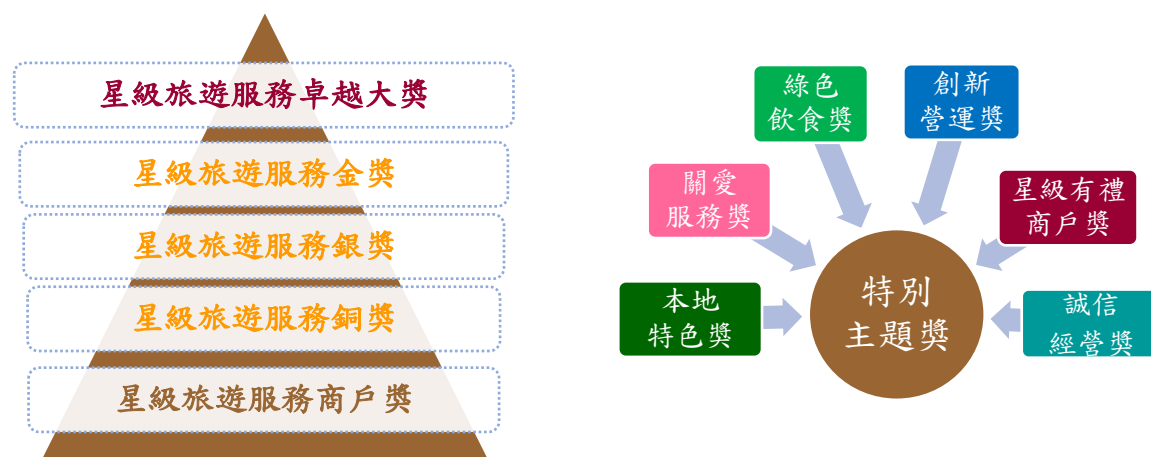 星級旅遊服務卓越大獎
星級旅遊服務金獎
星級旅遊服務銀獎
星級旅遊服務銅獎
星級旅遊服務商戶獎
綠色
飲食獎
創新
營運獎
關愛
服務獎
星級有禮
商戶獎
本地
特色獎
特別
主題獎
誠信
經營獎